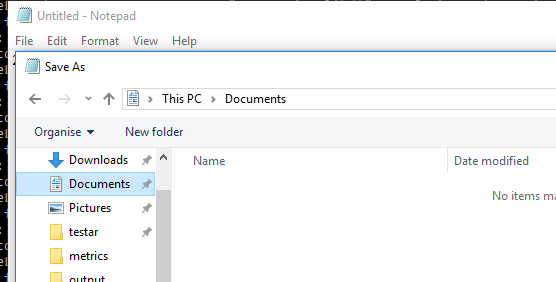 Untitled - Notepad
File Edit Format View Help
Save As
This PC > Documents
Organise New folder
Name Date modified
Downloads
Documents
No items
Pictures
testar
metrics
output